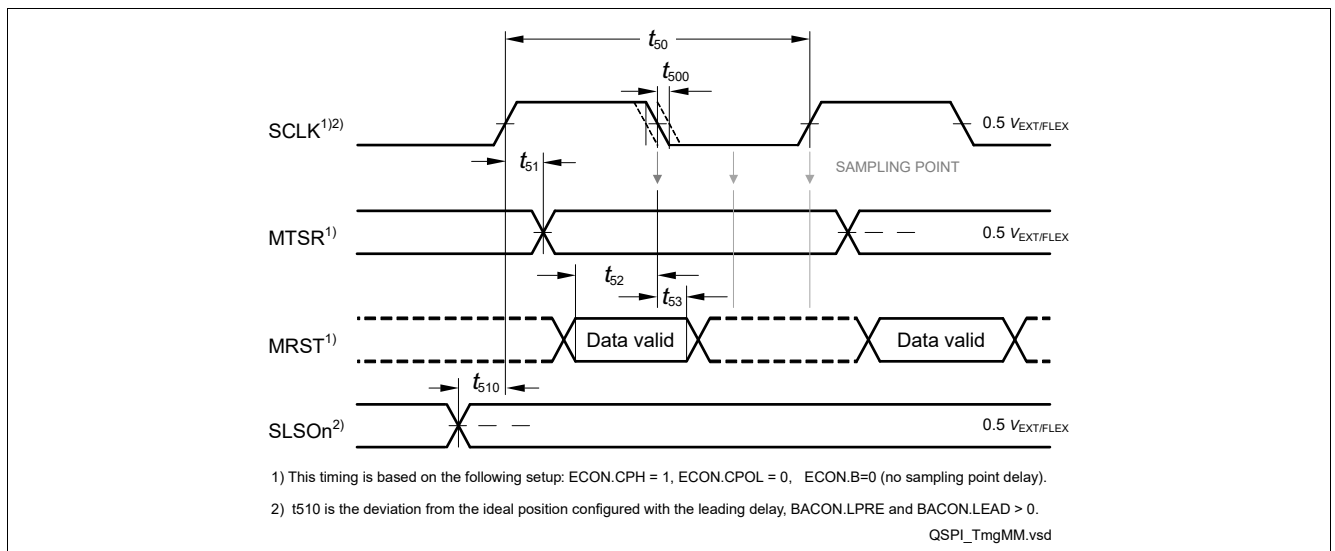 t50
t500
SCLK1)2)
0.5 VEXT/FLEX
t51
SAMPLING POINT
MTSR1)
0.5 VEXT/FLEX
t52
t53
MRST1)
Data valid
Data valid
t510
SLSOn2)
0.5 VEXT/FLEX
1) This timing is based on the following setup: ECON.CPH = 1, ECON.CPOL = 0, ECON.B=0 (no sampling point delay).
2) t510 is the deviation from the ideal position configured with the leading delay, BACON.LPRE and BACON.LEAD > 0.
QSPI_TmgMM.vsd